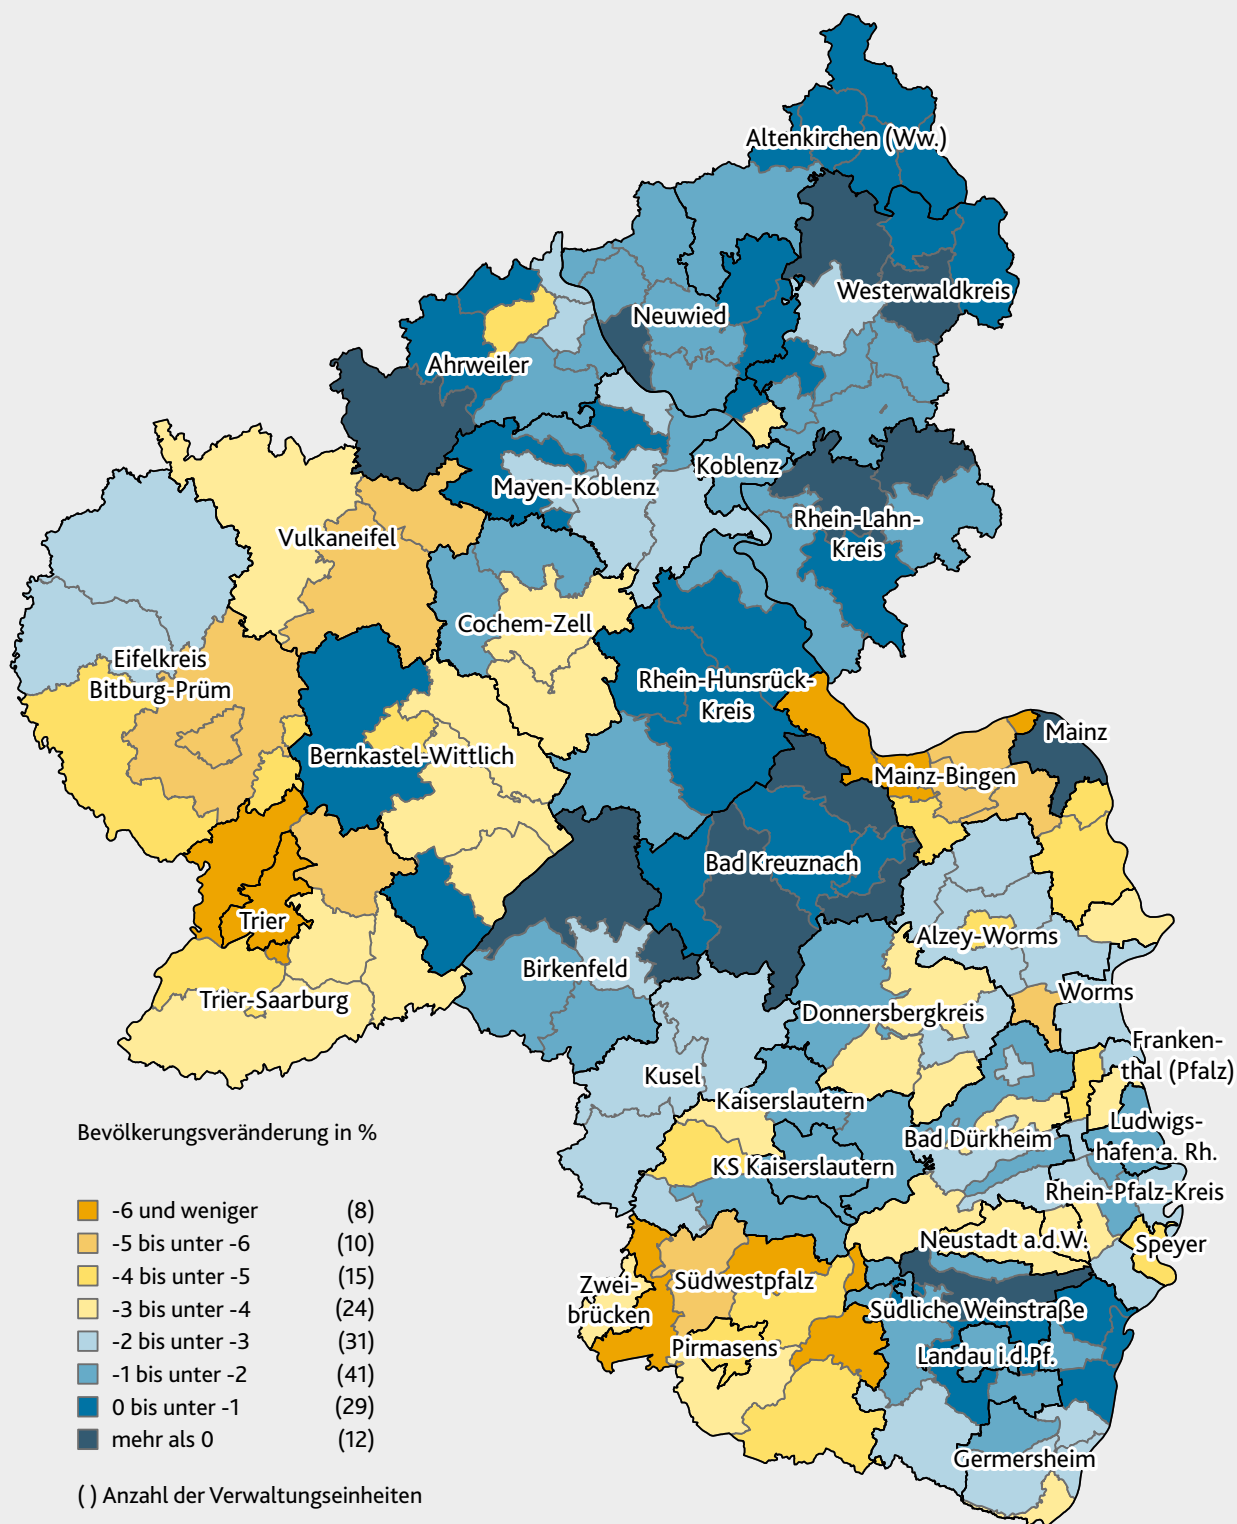 Altenkirchen (Ww.)
Westerwaldkreis
Neuwied
Ahrweiler
Koblenz
Mayen-Koblenz
Rhein-Lahn-
Kreis
Vulkaneifel
Cochem-Zell
Eifelkreis
Bitburg-Prüm
Rhein-Hunsrück-
Kreis
Mainz
Bernkastel-Wittlich
Mainz-Bingen
Bad Kreuznach
Trier
Alzey-Worms
Birkenfeld
Trier-Saarburg
Worms
Donnersbergkreis
Franken-
thal (Pfalz)
Kusel
Kaiserslautern
Ludwigs-
hafen a. Rh.
Bad Dürkheim
KS Kaiserslautern
Rhein-Pfalz-Kreis
Neustadt a.d.W.
Speyer
Zwei-
brücken
Südwestpfalz
Südliche Weinstraße
Pirmasens
Landau i.d.Pf.
Germersheim
Bevölkerungsveränderung in %
-6 und weniger (8)
-5 bis unter -6 (10)
-4 bis unter -5 (15)
-3 bis unter -4 (24)
-2 bis unter -3 (31)
-1 bis unter -2 (41)
0 bis unter -1 (29)
mehr als 0 (12)
( ) Anzahl der Verwaltungseinheiten